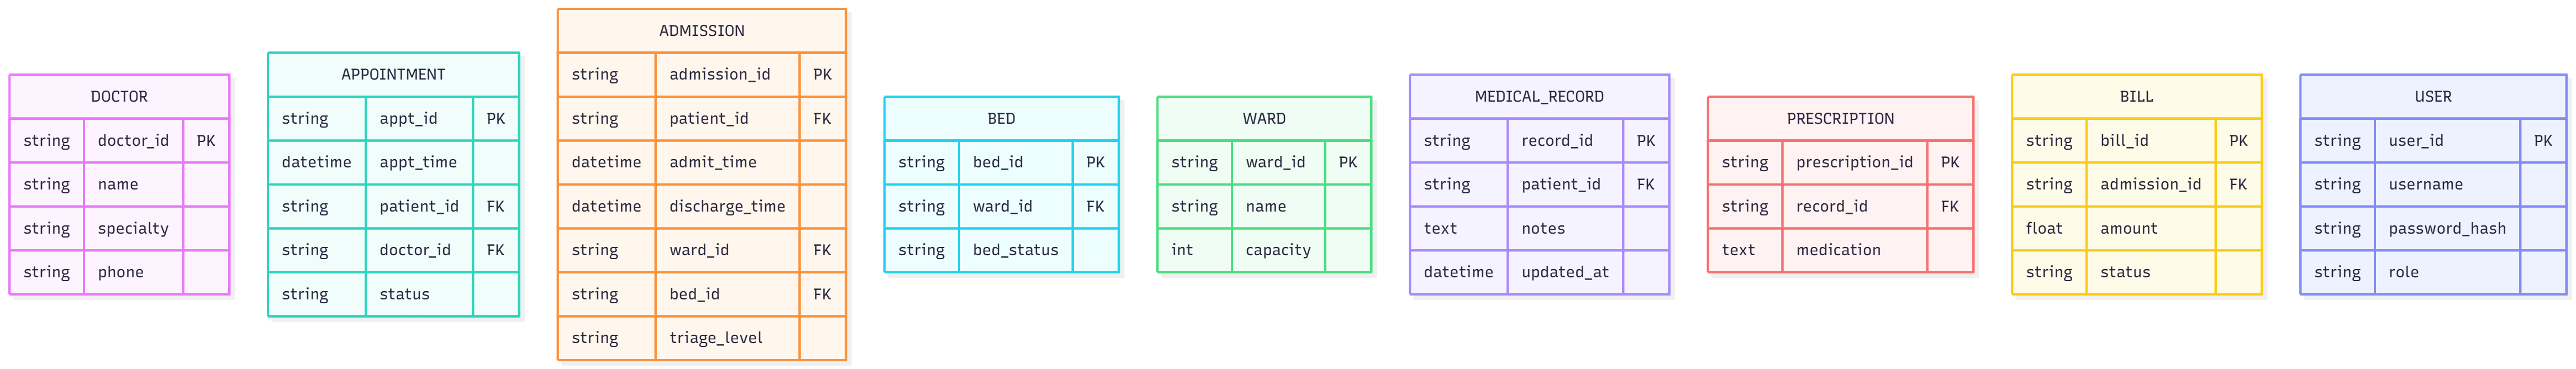 DOCTOR
string doctor_id PK
string name
string specialty
string phone
APPOINTMENT
string appt_id PK
datetime appt_time
string patient_id FK
string doctor_id FK
string status
ADMISSION
string admission_id PK
string patient_id FK
datetime admit_time
datetime discharge_time
string ward_id FK
string bed_id FK
string triage_level
BED
string bed_id PK
string ward_id FK
string bed_status
WARD
string ward_id PK
string name
int capacity
MEDICAL_RECORD
string record_id PK
string patient_id FK
text notes
datetime updated_at
PRESCRIPTION
string prescription_id PK
string record_id FK
text medication
BILL
string bill_id PK
string admission_id FK
float amount
string status
USER
string user_id PK
string username
string password_hash
string role